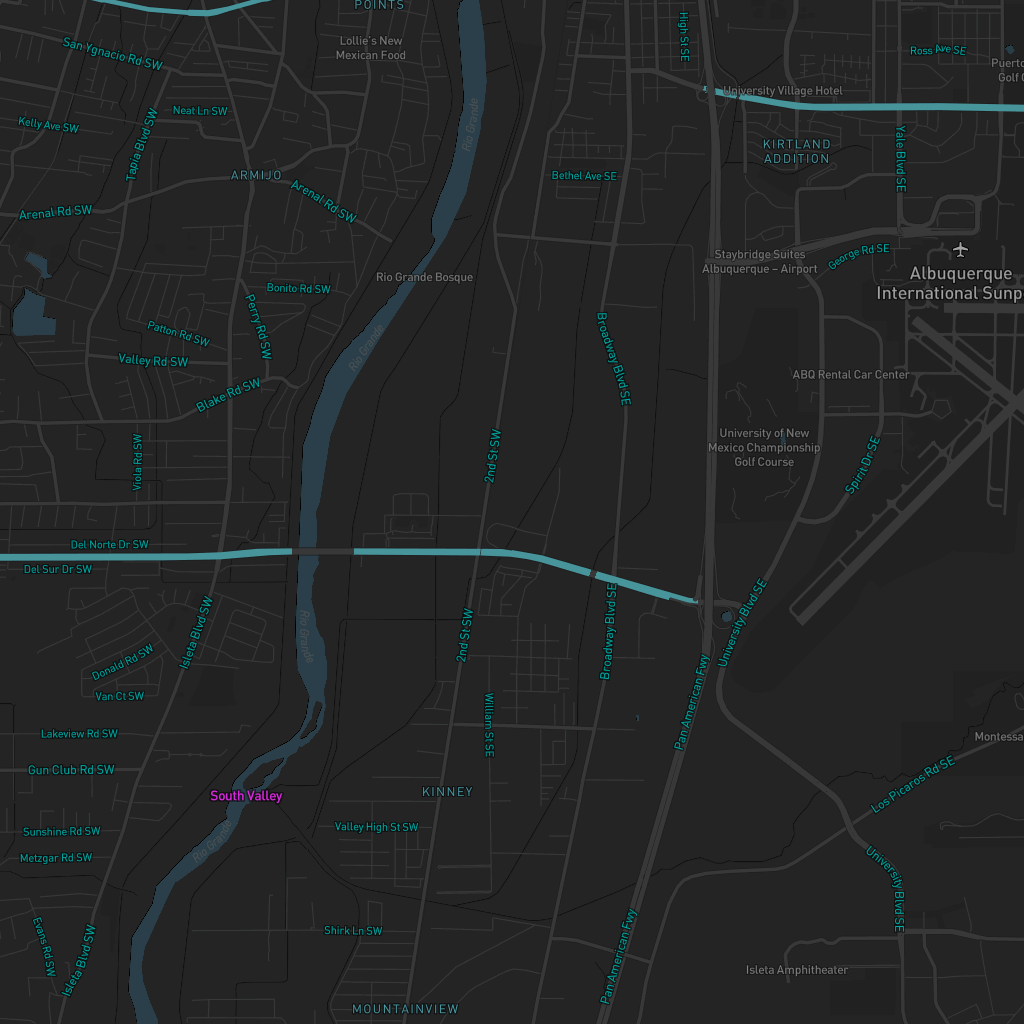 POINTS
San Ygnacio Rd SW
Lollie's New
Mexican Food
High St SE
Ross Ave SE
Puerto
Golf C
University Village Hotel
Neat Ln SW
Kelly Ave SW
Tapia Blvd SW
Rio Grande
KIRTLAND
ADDITION
Yale Blvd SE
ARMIJO
Bethel Ave SE
Arenal Rd SW
Arenal Rd SW
Staybridge Suites
Albuquerque – Airport
George Rd SE
Albuquerque
International Sunp
Rio Grande Bosque
Bonito Rd SW
Perry Rd SW
Patton Rd SW
Valley Rd SW
Rio Grande
Broadway Blvd SE
ABQ Rental Car Center
Blake Rd SW
Viola Rd SW
2nd St SW
University of New
Mexico Championship
Golf Course
Spirit Dr SE
Del Norte Dr SW
Del Sur Dr SW
Isleta Blvd SW
Rio Grande
2nd St SW
Broadway Blvd SE
University Blvd SE
Donald Rd SW
Van Ct SW
William St SE
Pan American Fwy
Lakeview Rd SW
Montessa
Gun Club Rd SW
South Valley
KINNEY
Los Picaros Rd SE
Sunshine Rd SW
Valley High St SW
Rio Grande
Metzgar Rd SW
University Blvd SE
Evans Rd SW
Isleta Blvd SW
Shirk Ln SW
Pan American Fwy
Isleta Amphitheater
MOUNTAINVIEW